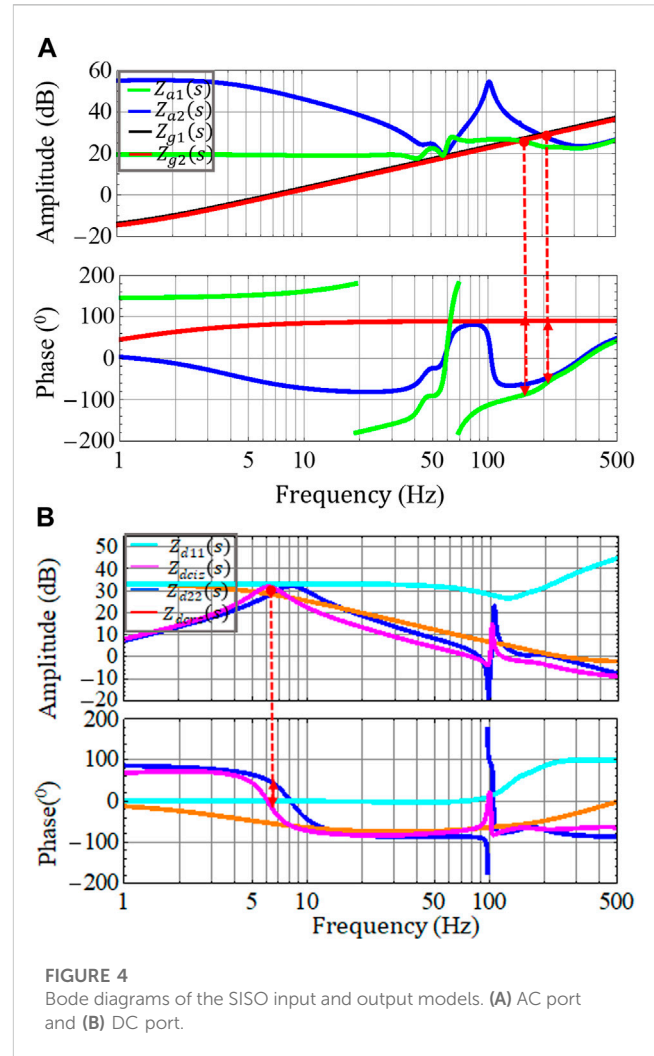 A
Amplitude (dB)
60
40
20
0
−20
Z_{a1}(s)
Z_{a2}(s)
Z_{g1}(s)
Z_{g2}(s)
Phase (⁰)
200
100
0
−100
−200
1 5 10 50 100 500
Frequency (Hz)
B
Amplitude (dB)
50
40
30
20
10
0
−10
−20
Z_{d11}(s)
Z_{dciz}(s)
Z_{d22}(s)
Phase(⁰)
200
100
0
−100
−200
1 5 10 50 100 500
Frequency (Hz)
FIGURE 4
Bode diagrams of the SISO input and output models. (A) AC port
and (B) DC port.